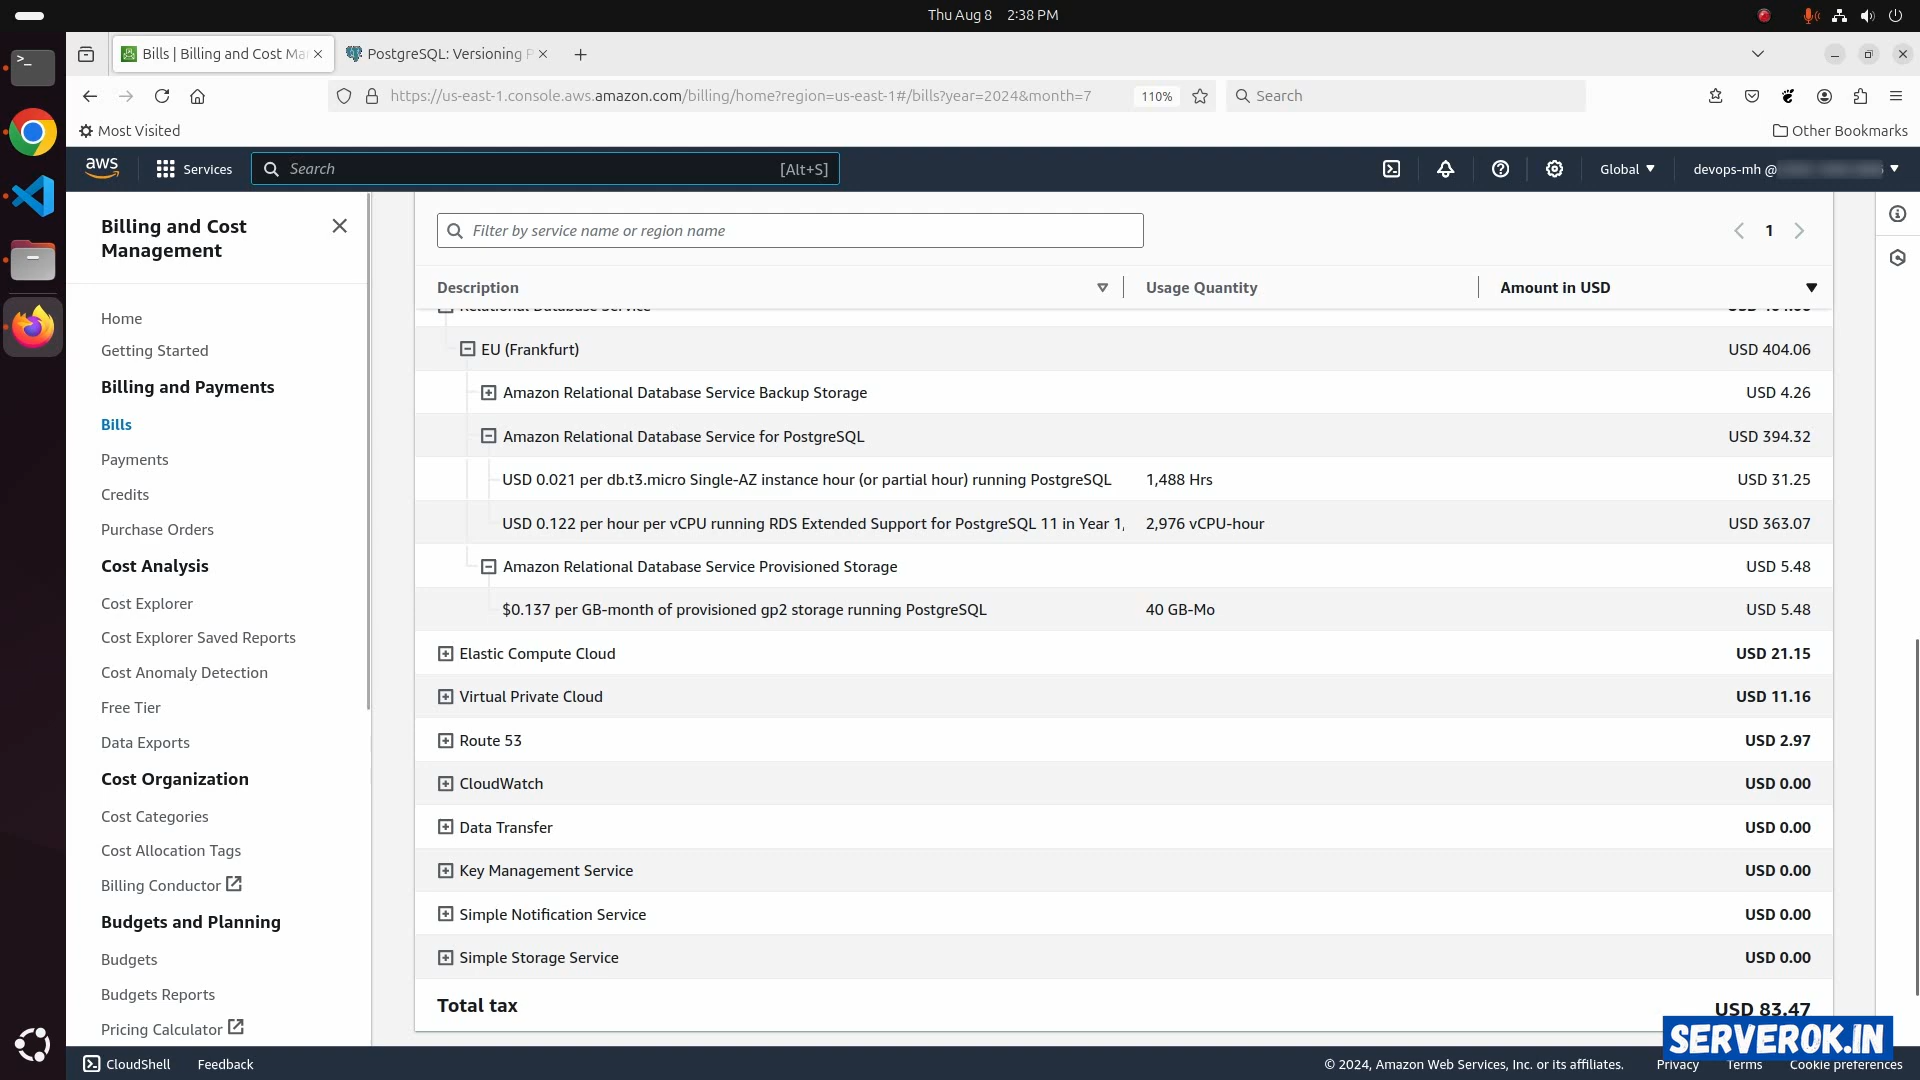 Thu Aug 8 2:38 PM
Bills | Billing and Cost Ma
PostgreSQL: Versioning P
https://us-east-1.console.aws.amazon.com/billing/home?region=us-east-1#/bills?year=2024&month=7
110%
Search
Most Visited
Other Bookmarks
aws
Services
Search
[Alt+S]
Global
devops-mh @
Billing and Cost
Management
Home
Getting Started
Billing and Payments
Bills
Payments
Credits
Purchase Orders
Cost Analysis
Cost Explorer
Cost Explorer Saved Reports
Cost Anomaly Detection
Free Tier
Data Exports
Cost Organization
Cost Categories
Cost Allocation Tags
Billing Conductor
Budgets and Planning
Budgets
Budgets Reports
Pricing Calculator
Filter by service name or region name
1
Description Usage Quantity Amount in USD
Relational Database Service
EU (Frankfurt) USD 404.06
Amazon Relational Database Service Backup Storage USD 4.26
Amazon Relational Database Service for PostgreSQL USD 394.32
USD 0.021 per db.t3.micro Single-AZ instance hour (or partial hour) running PostgreSQL 1,488 Hrs USD 31.25
USD 0.122 per hour per vCPU running RDS Extended Support for PostgreSQL 11 in Year 1, 2,976 vCPU-hour USD 363.07
Amazon Relational Database Service Provisioned Storage USD 5.48
$0.137 per GB-month of provisioned gp2 storage running PostgreSQL 40 GB-Mo USD 5.48
Elastic Compute Cloud USD 21.15
Virtual Private Cloud USD 11.16
Route 53 USD 2.97
CloudWatch USD 0.00
Data Transfer USD 0.00
Key Management Service USD 0.00
Simple Notification Service USD 0.00
Simple Storage Service USD 0.00
Total tax USD 83.47
SERVEROK.IN
CloudShell Feedback © 2024, Amazon Web Services, Inc. or its affiliates. Privacy Terms Cookie preferences